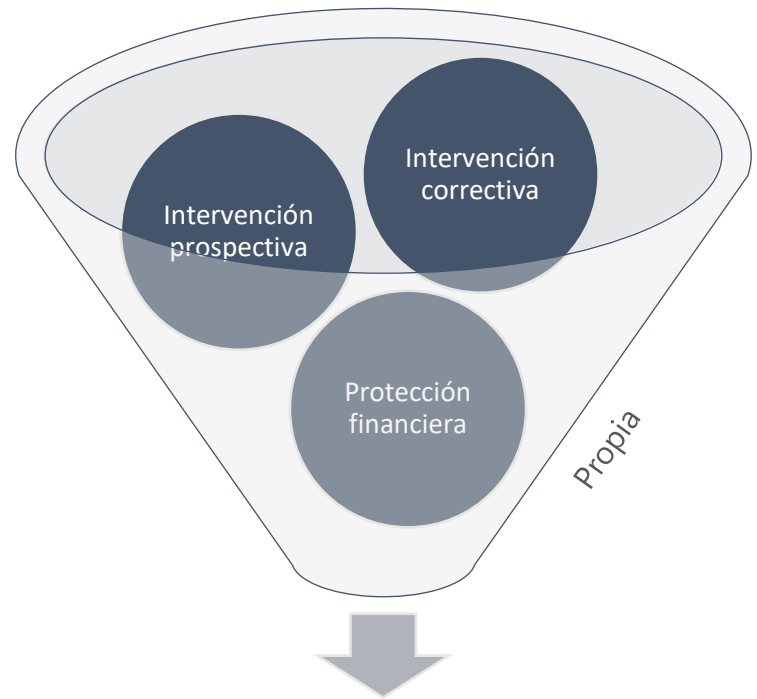 Intervención
correctiva
Intervención
prospectiva
Protección
financiera
Propia